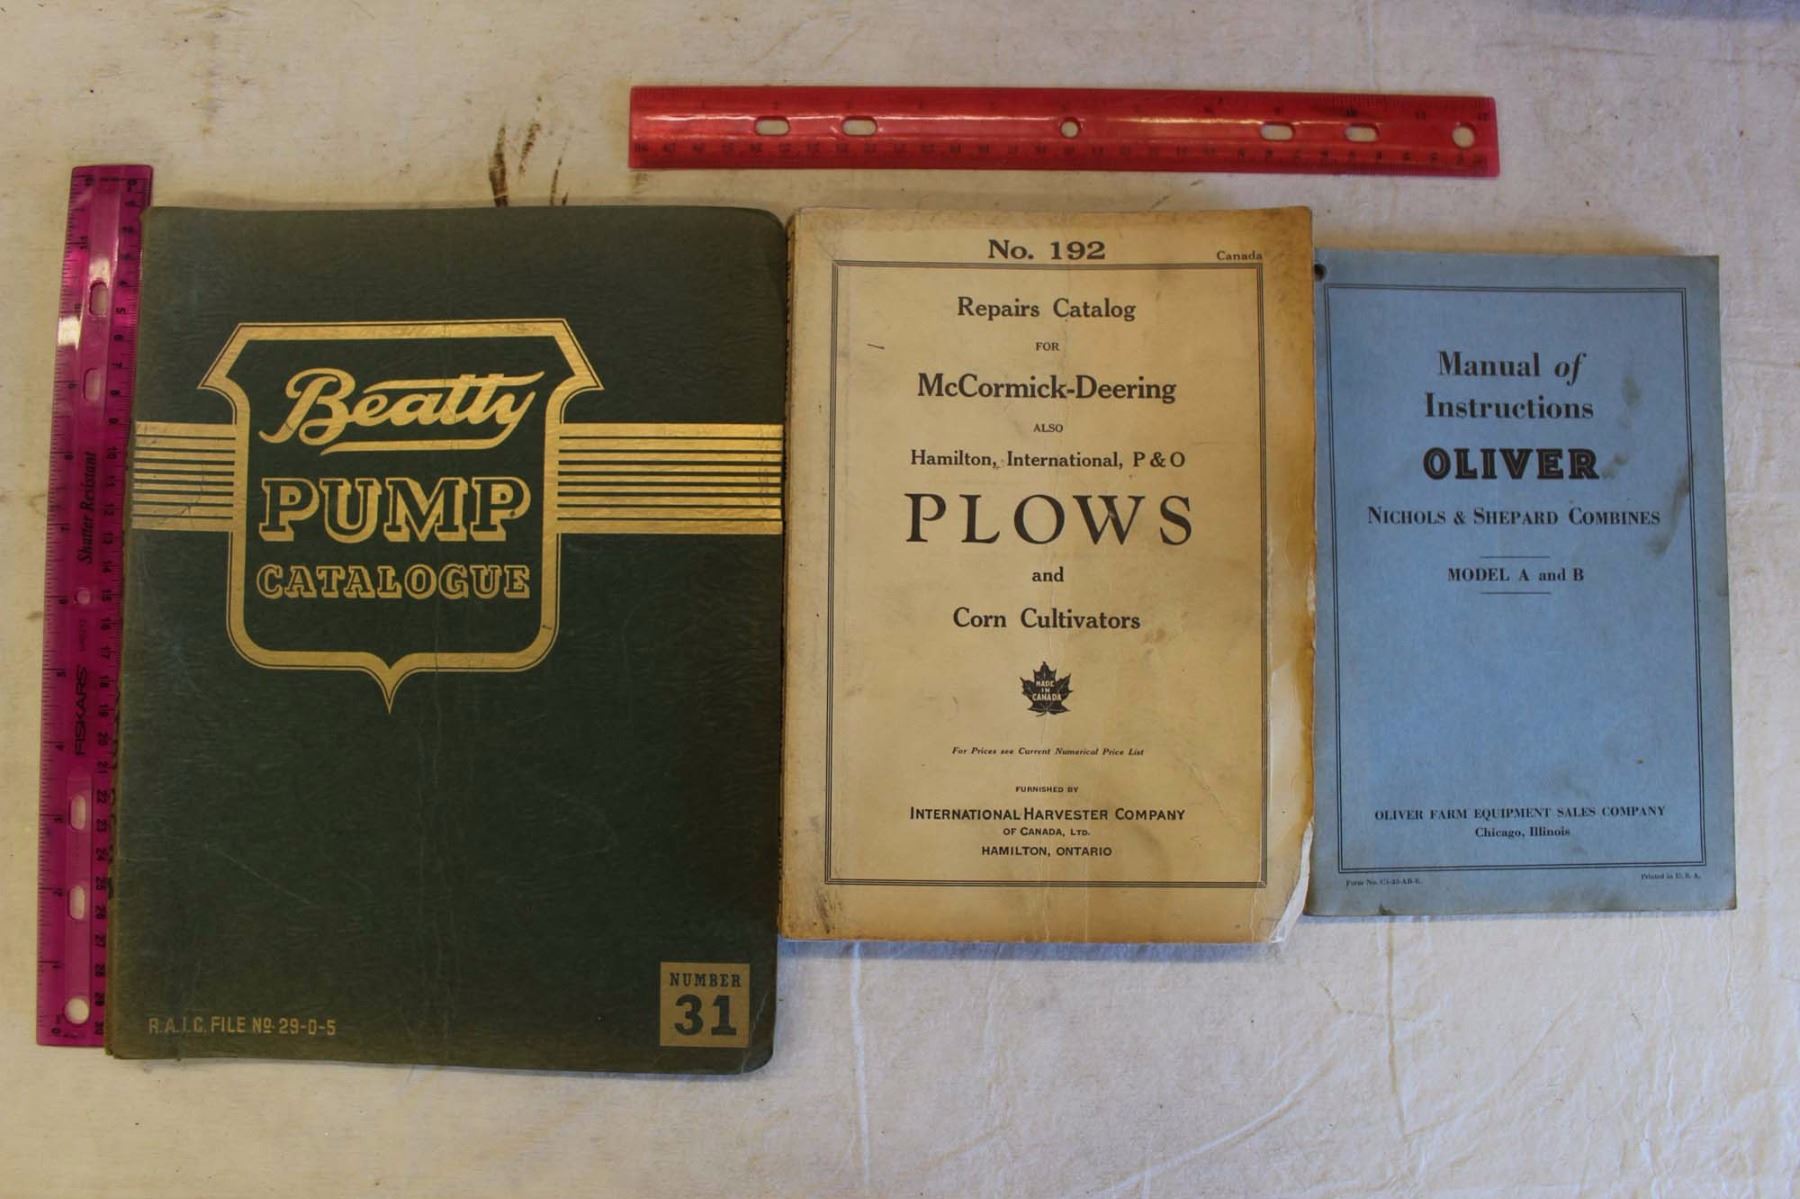 Beatty
PUMP
CATALOGUE
NUMBER
31
R.A.I.C. FILE No. 29-D-5
No. 192
Canada
Repairs Catalog
FOR
McCormick-Deering
ALSO
Hamilton, International, P & O
PLOWS
and
Corn Cultivators
MADE
IN
CANADA
For Prices see Current Numerical Price List
FURNISHED BY
INTERNATIONAL HARVESTER COMPANY
OF CANADA, LTD.
HAMILTON, ONTARIO
Manual of
Instructions
OLIVER
NICHOLS & SHEPARD COMBINES
MODEL A and B
OLIVER FARM EQUIPMENT SALES COMPANY
Chicago, Illinois
Form No.
Printed in U. S. A.
Shatter Resistant
FISKARS